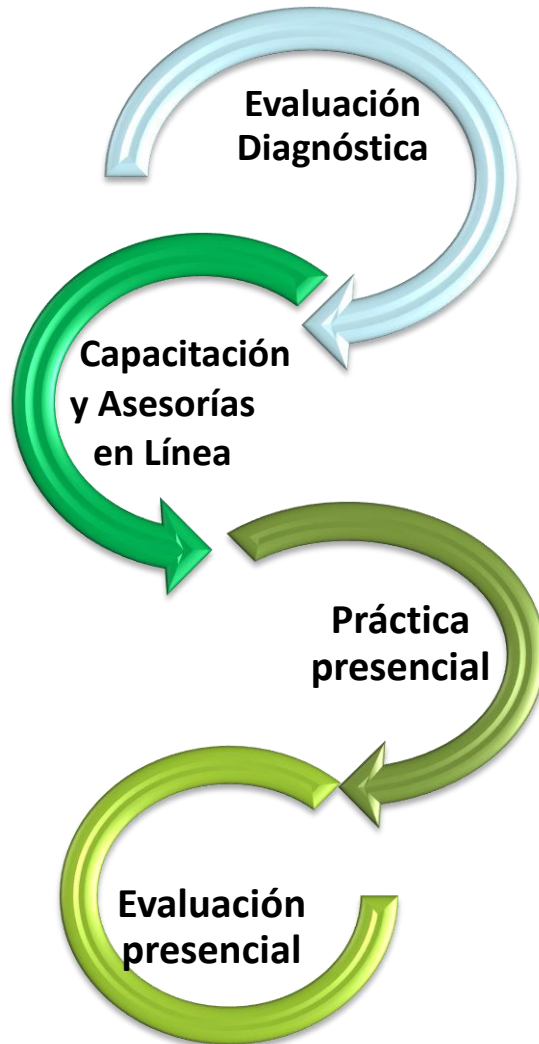 Evaluación
Diagnóstica
Capacitación
y Asesorías
en Línea
Práctica
presencial
Evaluación
presencial